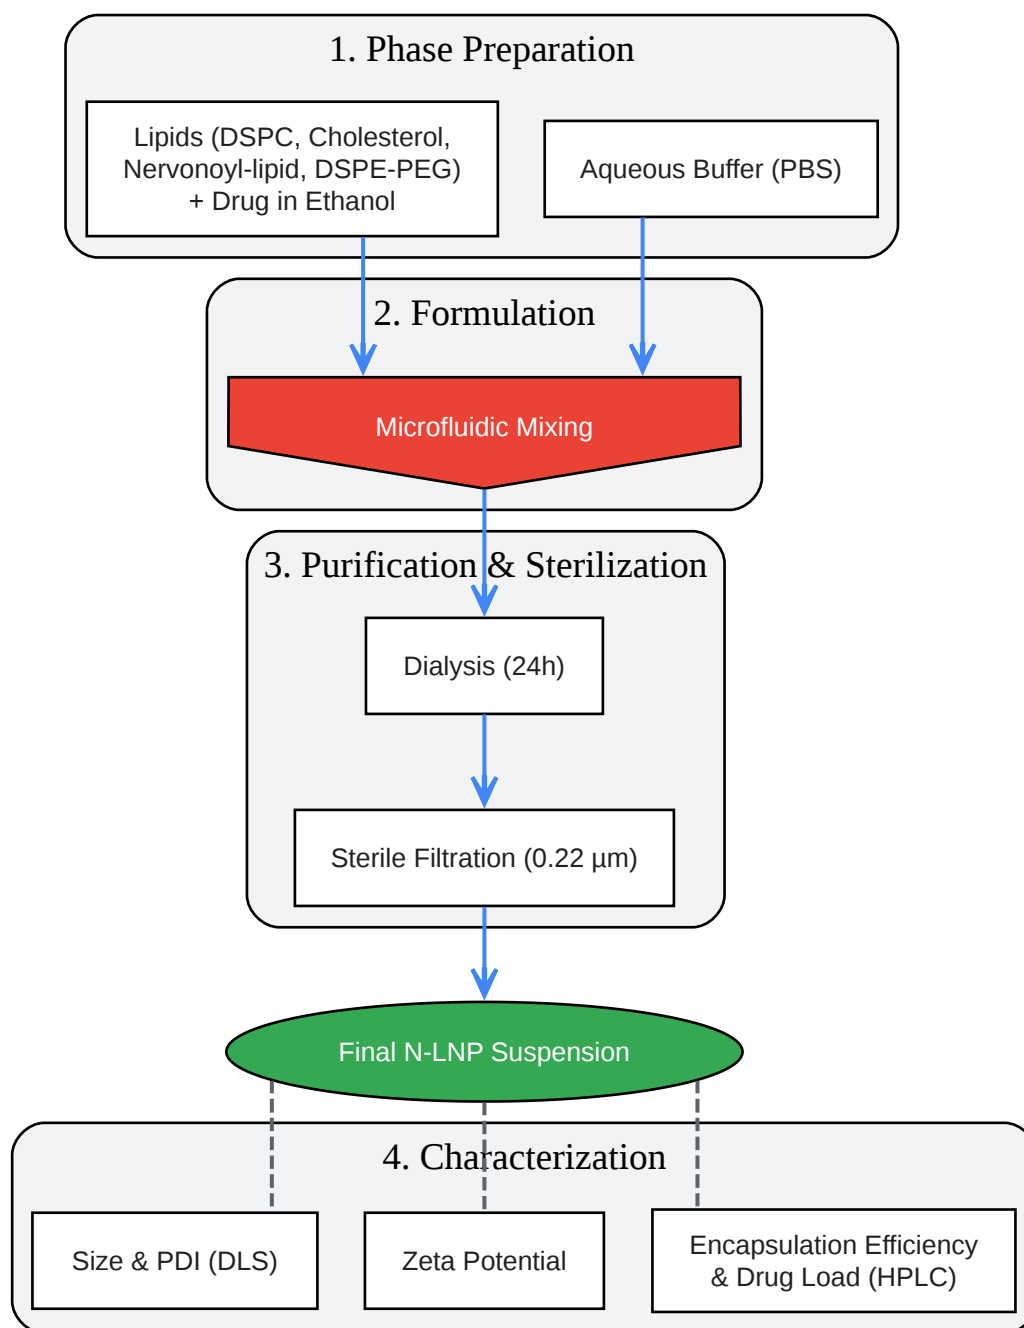 1. Phase Preparation
Lipids (DSPC, Cholesterol,
Nervonoyl-lipid, DSPE-PEG)
+ Drug in Ethanol
Aqueous Buffer (PBS)
2. Formulation
Microfluidic Mixing
3. Purification & Sterilization
Dialysis (24h)
Sterile Filtration (0.22 µm)
Final N-LNP Suspension
4. Characterization
Size & PDI (DLS)
Zeta Potential
Encapsulation Efficiency
& Drug Load (HPLC)